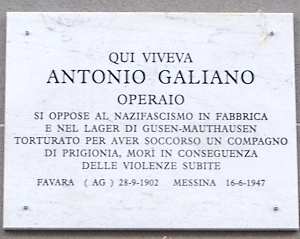 QUI VIVEVA
ANTONIO GALIANO
OPERAIO
SI OPPOSE AL NAZIFASCISMO IN FABBRICA
E NEL LAGER DI GUSEN-MAUTHAUSEN
TORTURATO PER AVER SOCCORSO UN COMPAGNO
DI PRIGIONIA, MORÌ IN CONSEGUENZA
DELLE VIOLENZE SUBITE
FAVARA ( AG ) 28-9-1902 MESSINA 16-6-1947